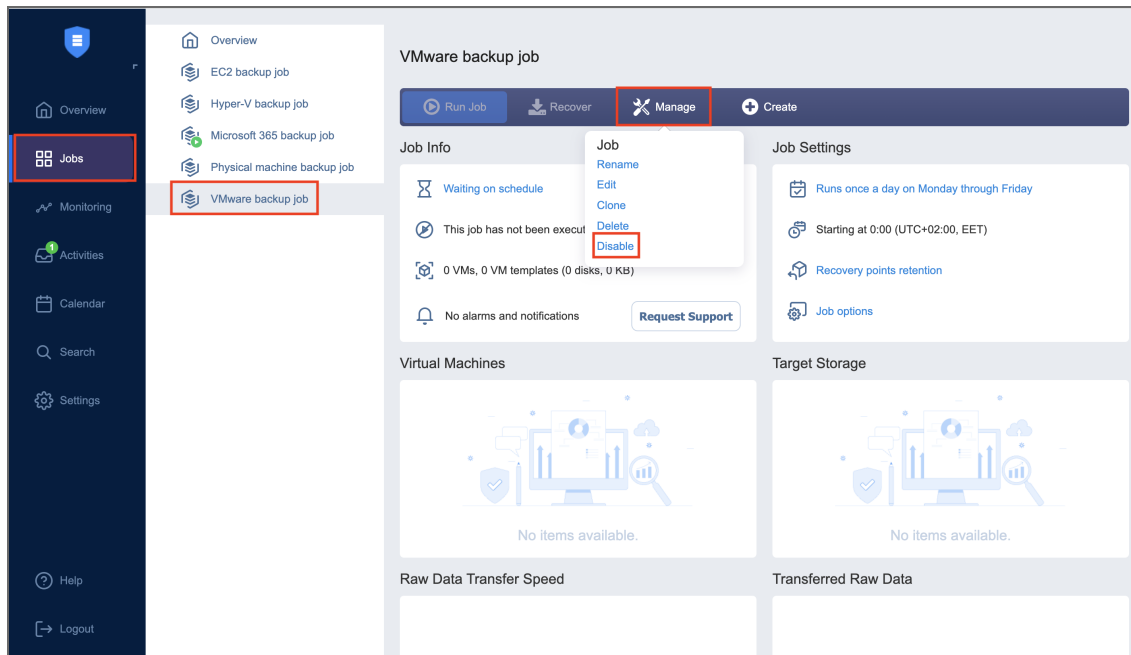 Overview
Jobs
Monitoring
1
Activities
Calendar
Search
Settings
Help
Logout
Overview
EC2 backup job
Hyper-V backup job
Microsoft 365 backup job
Physical machine backup job
VMware backup job
VMware backup job
Run Job
Recover
Manage
Create
Job
Rename
Edit
Clone
Delete
Disable
Job Info
Waiting on schedule
This job has not been execut
0 VMs, 0 VM templates (0 disks, 0 KB)
No alarms and notifications
Request Support
Job Settings
Runs once a day on Monday through Friday
Starting at 0:00 (UTC+02:00, EET)
Recovery points retention
Job options
Virtual Machines
No items available.
Target Storage
No items available.
Raw Data Transfer Speed
Transferred Raw Data